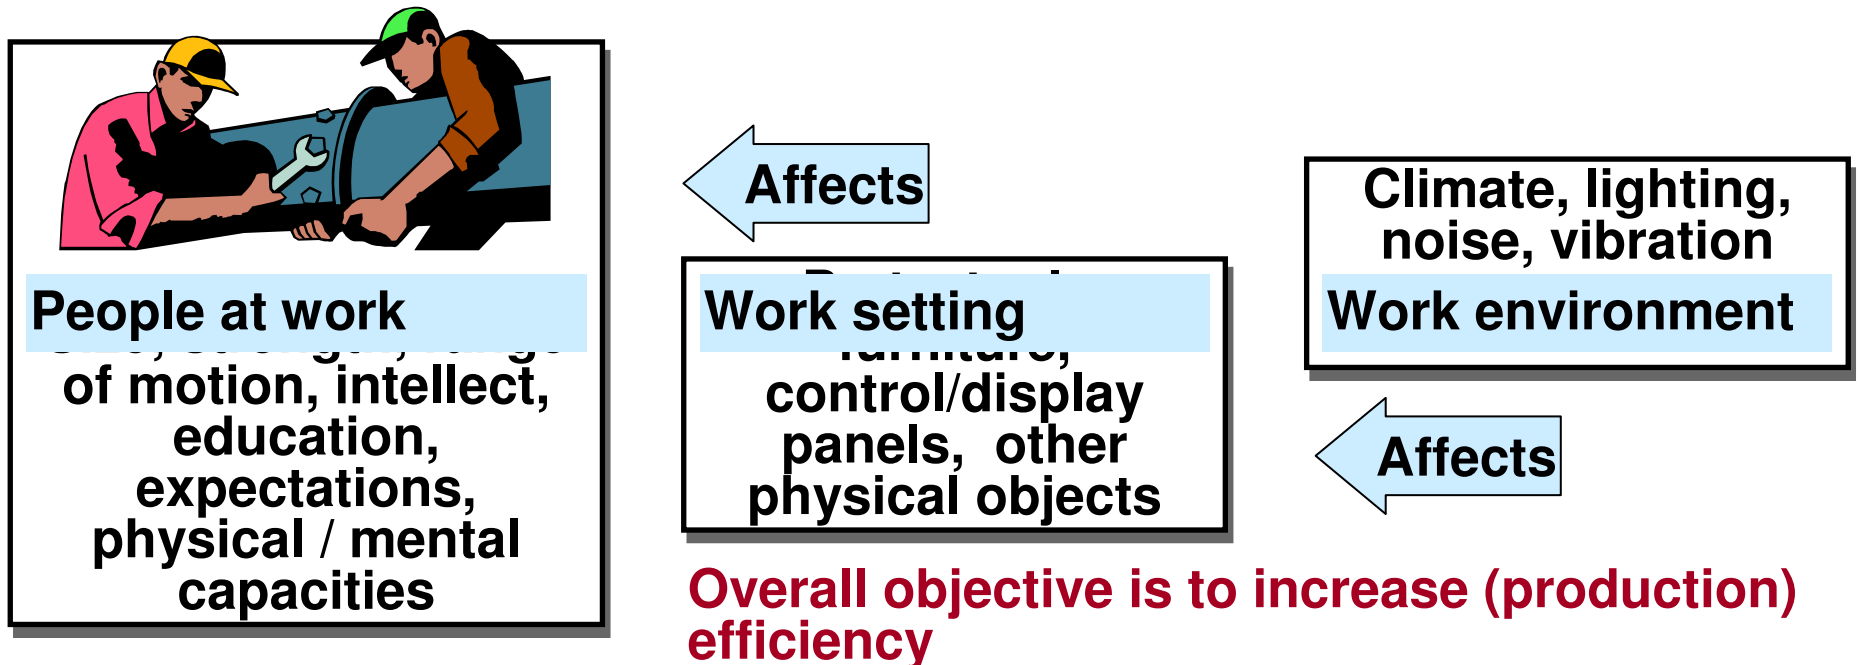 People at work
of motion, intellect,
education,
expectations,
physical / mental
capacities
Affects
Work setting
furniture,
control/display
panels, other
physical objects
Climate, lighting,
noise, vibration
Work environment
Affects
Overall objective is to increase (production)
efficiency